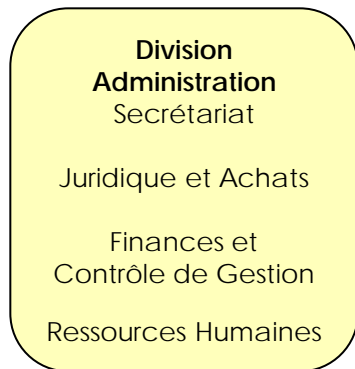 Division
Administration
Secrétariat
Juridique et Achats
Finances et
Contrôle de Gestion
Ressources Humaines